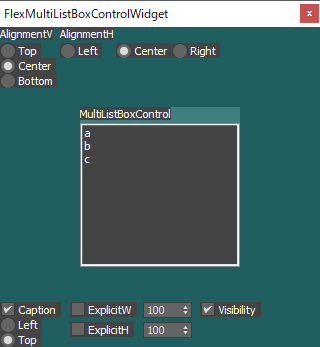 FlexMultiListBoxControlWidget x
AlignmentV AlignmentH
Top Left Center Right
Center
Bottom
MultiListBoxControl
a
b
c
Caption ExplicitW 100 Visibility
Left
ExplicitH 100
Top